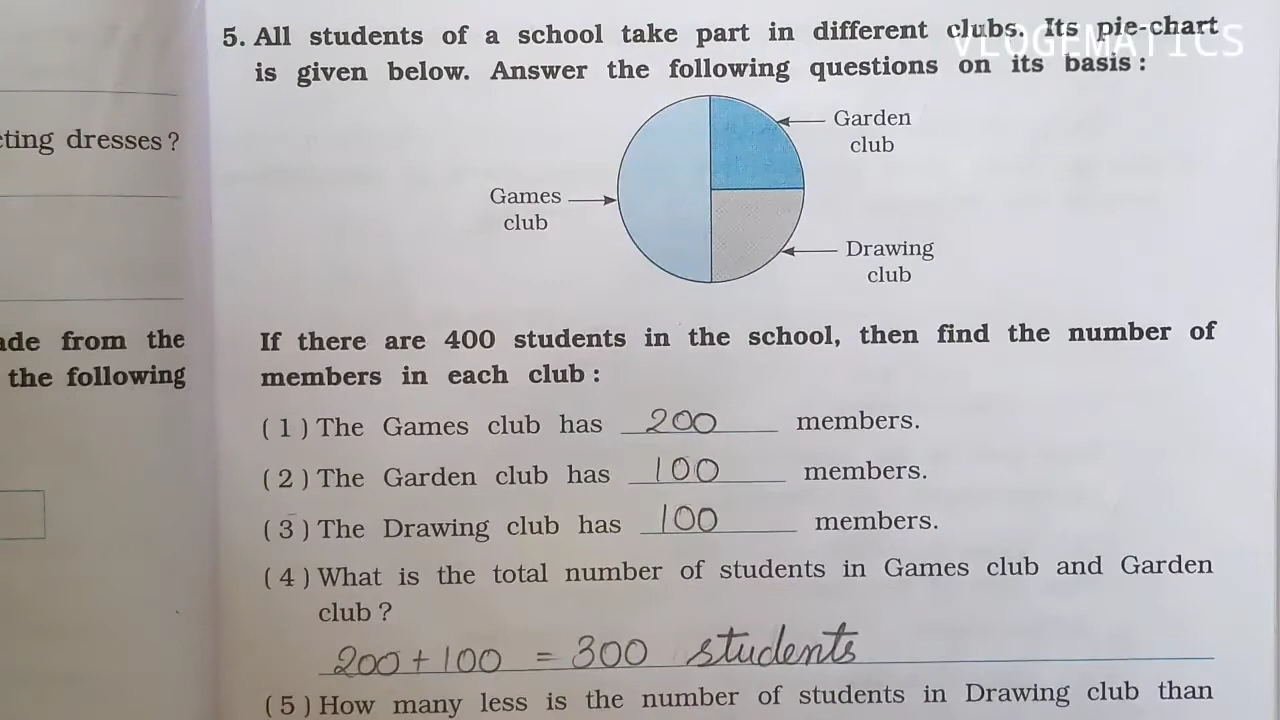 VLOGEMATICS
5. All students of a school take part in different clubs. Its pie-chart
is given below. Answer the following questions on its basis :
Garden
club
Games
club
Drawing
club
If there are 400 students in the school, then find the number of
members in each club :
( 1 ) The Games club has 200 members.
( 2 ) The Garden club has 100 members.
( 3 ) The Drawing club has 100 members.
( 4 ) What is the total number of students in Games club and Garden
club ?
200 + 100 = 300 students
( 5 ) How many less is the number of students in Drawing club than
dresses ?
from the
the following